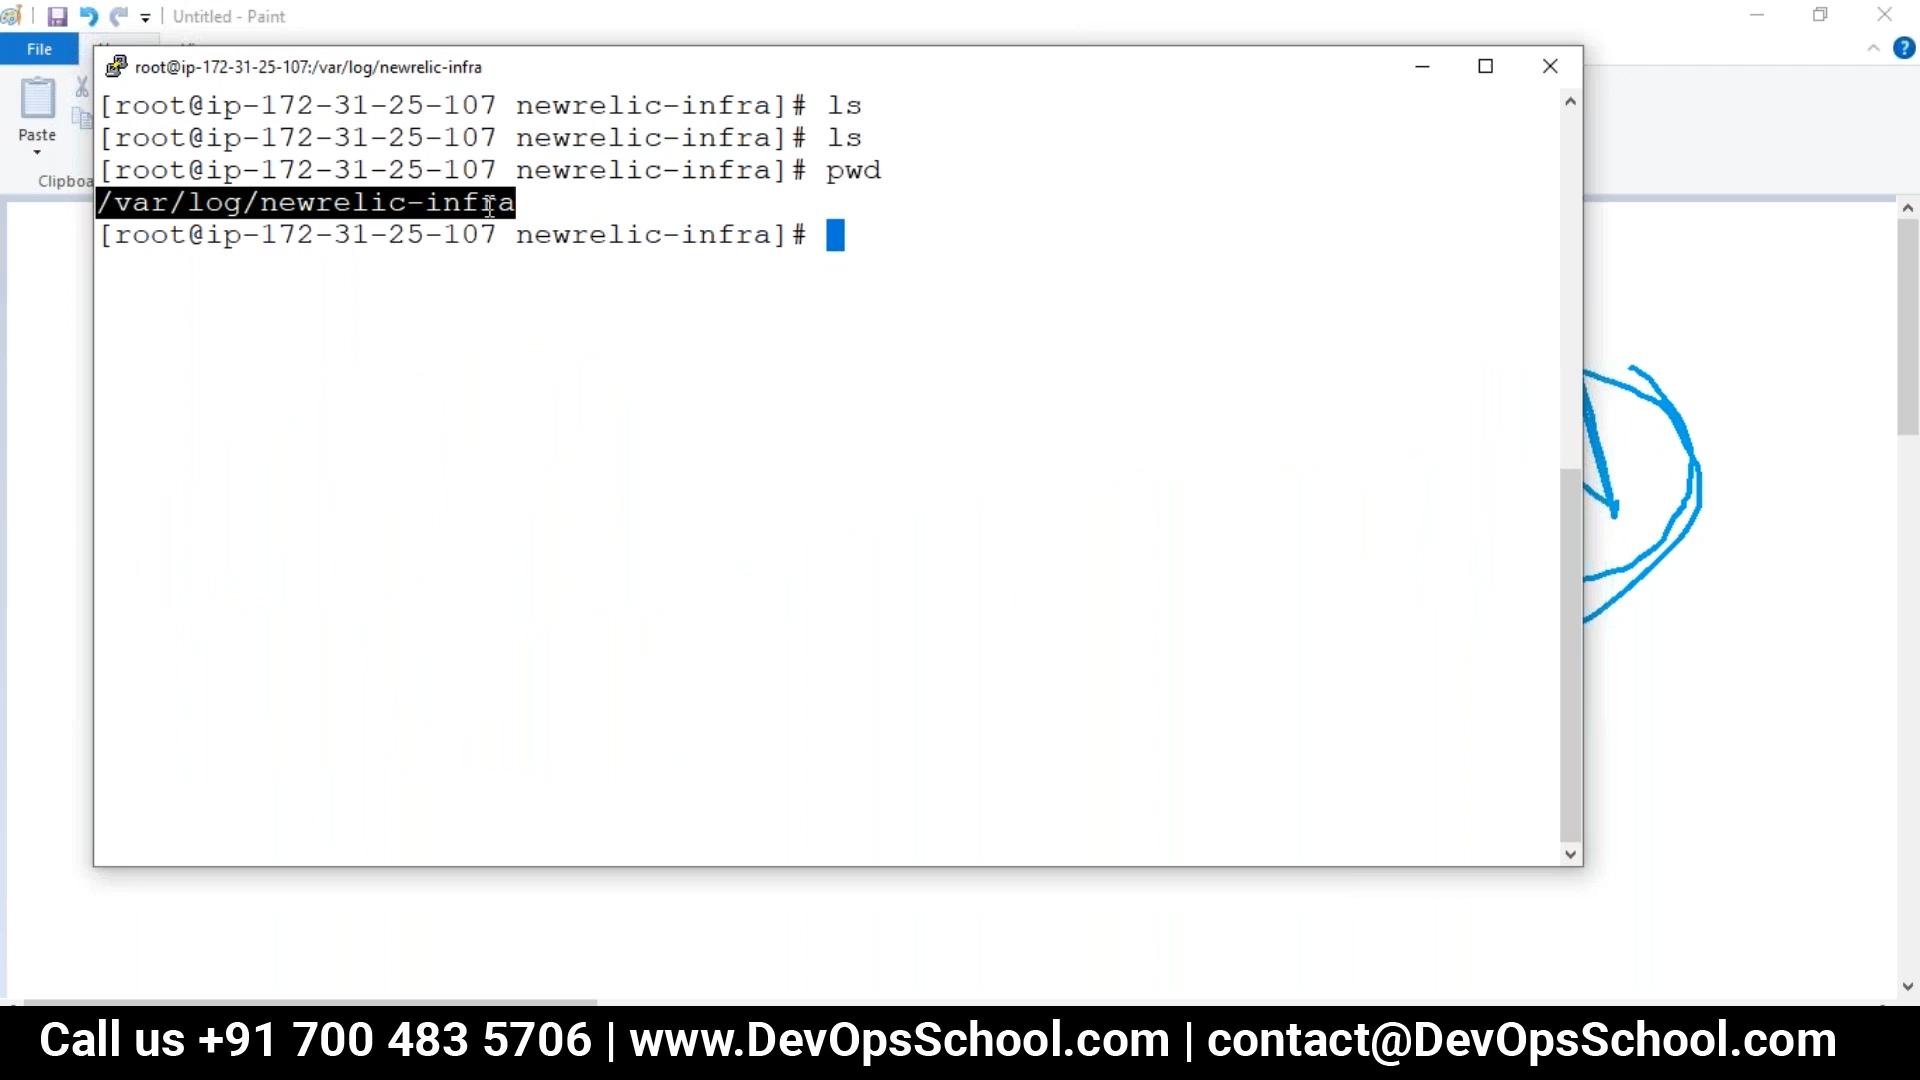 Untitled - Paint
File
root@ip-172-31-25-107:/var/log/newrelic-infra
[root@ip-172-31-25-107 newrelic-infra]# ls
[root@ip-172-31-25-107 newrelic-infra]# ls
[root@ip-172-31-25-107 newrelic-infra]# pwd
/var/log/newrelic-infra
[root@ip-172-31-25-107 newrelic-infra]#
Paste
Call us +91 700 483 5706 | www.DevOpsSchool.com | contact@DevOpsSchool.com